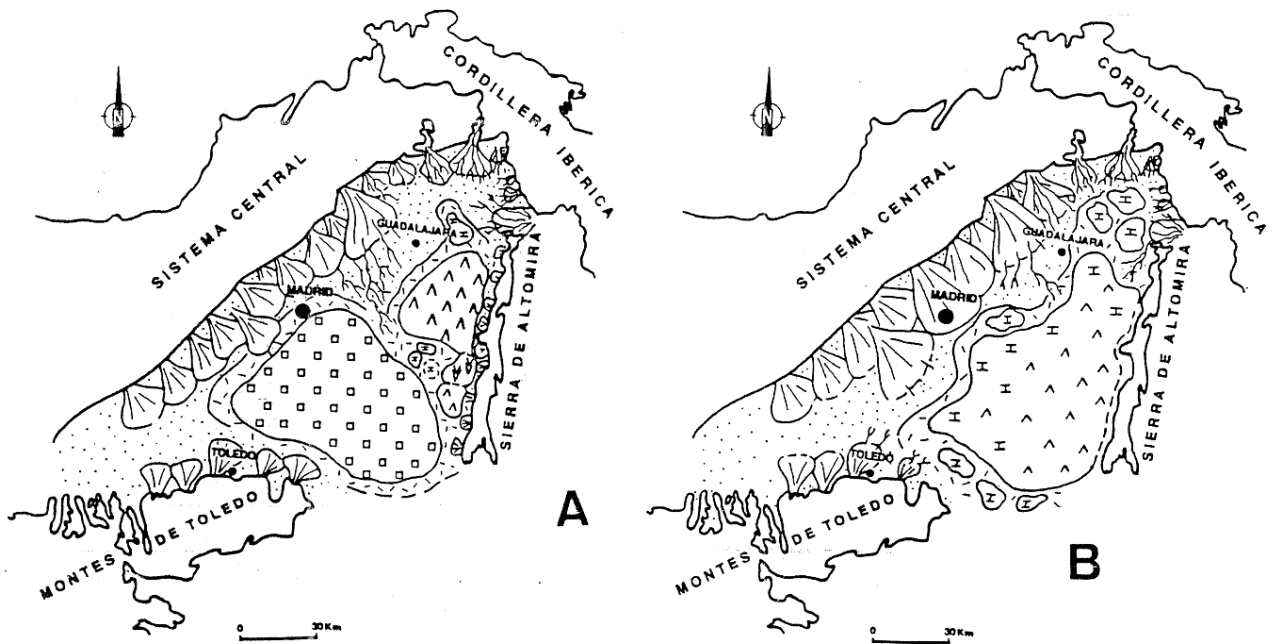 CORDILLERA IBERICA
N
SISTEMA CENTRAL
GUADALAJARA
MADRID
SIERRA DE ALTOMIRA
TOLEDO
MONTES DE TOLEDO
A
0 30 Km
CORDILLERA IBERICA
N
SISTEMA CENTRAL
GUADALAJARA
MADRID
SIERRA DE ALTOMIRA
TOLEDO
MONTES DE TOLEDO
B
0 30 Km